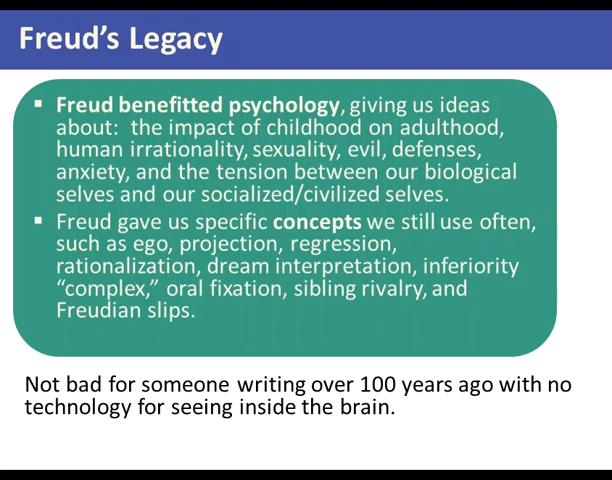 Freud's Legacy
▪ Freud benefitted psychology, giving us ideas
about: the impact of childhood on adulthood,
human irrationality, sexuality, evil, defenses,
anxiety, and the tension between our biological
selves and our socialized/civilized selves.
▪ Freud gave us specific concepts we still use often,
such as ego, projection, regression,
rationalization, dream interpretation, inferiority
“complex,” oral fixation, sibling rivalry, and
Freudian slips.
Not bad for someone writing over 100 years ago with no
technology for seeing inside the brain.